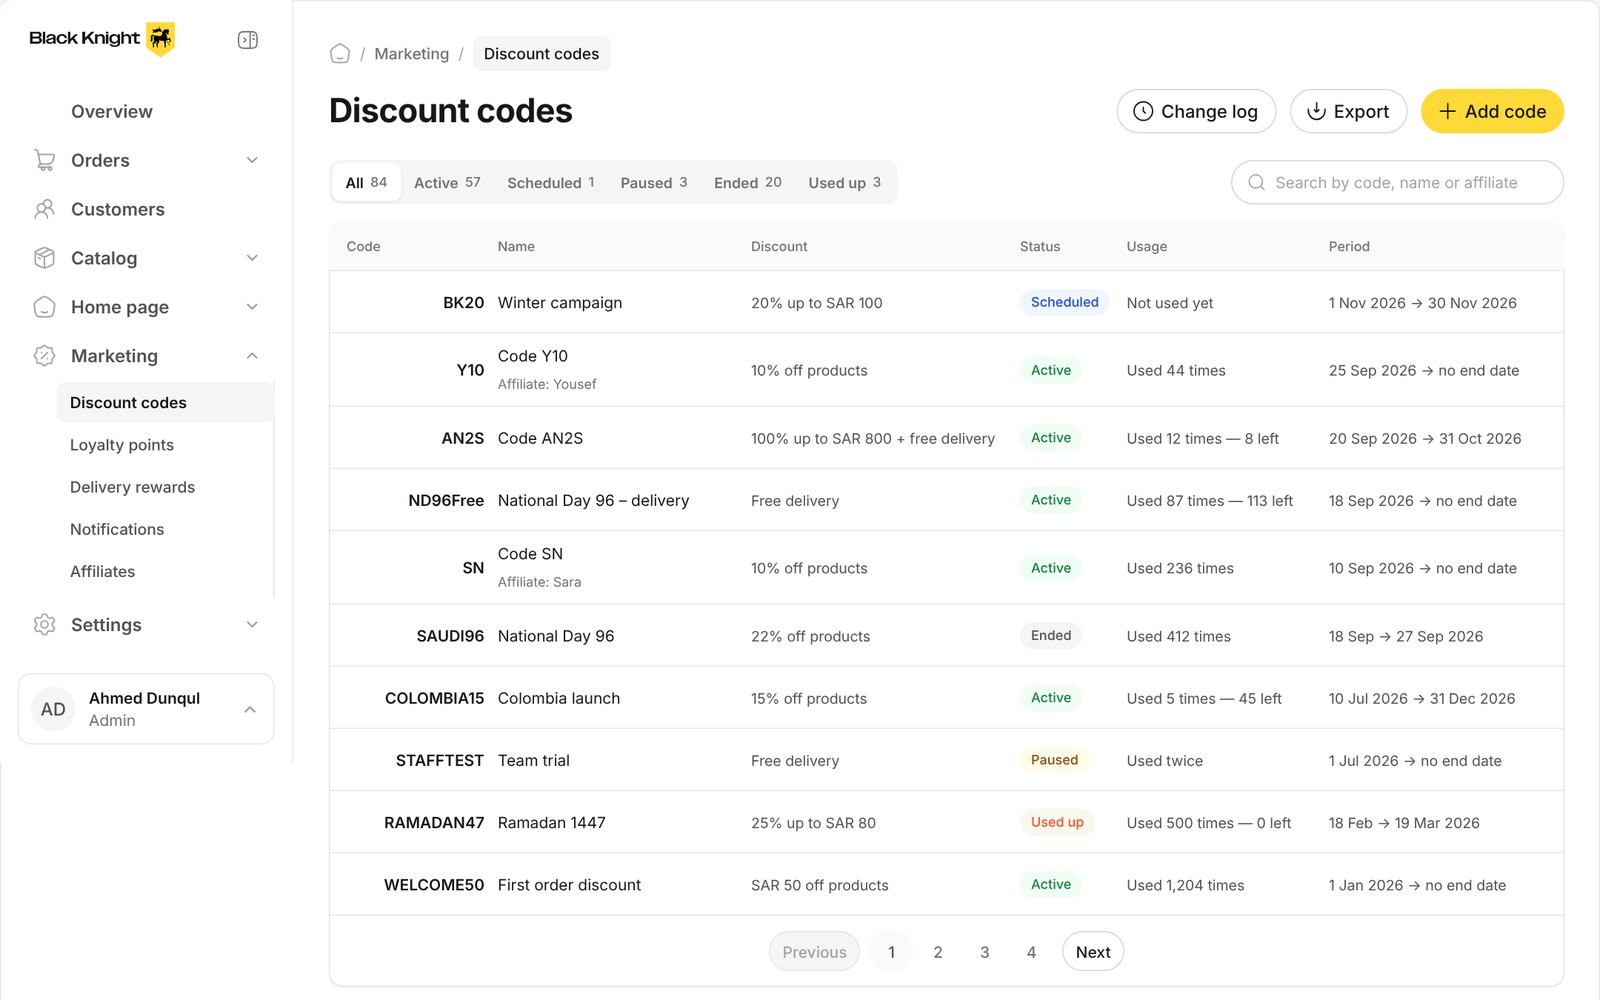 Black Knight
Overview
Orders
Customers
Catalog
Home page
Marketing
Discount codes
Loyalty points
Delivery rewards
Notifications
Affiliates
Settings
AD
Ahmed Dunqul
Admin
/ Marketing / Discount codes
Discount codes
Change log
Export
Add code
All 84
Active 57
Scheduled 1
Paused 3
Ended 20
Used up 3
Search by code, name or affiliate
Code Name Discount Status Usage Period
BK20 Winter campaign 20% up to SAR 100 Scheduled Not used yet 1 Nov 2026 → 30 Nov 2026
Y10 Code Y10 10% off products Active Used 44 times 25 Sep 2026 → no end date
Affiliate: Yousef
AN2S Code AN2S 100% up to SAR 800 + free delivery Active Used 12 times — 8 left 20 Sep 2026 → 31 Oct 2026
ND96Free National Day 96 – delivery Free delivery Active Used 87 times — 113 left 18 Sep 2026 → no end date
SN Code SN 10% off products Active Used 236 times 10 Sep 2026 → no end date
Affiliate: Sara
SAUDI96 National Day 96 22% off products Ended Used 412 times 18 Sep → 27 Sep 2026
COLOMBIA15 Colombia launch 15% off products Active Used 5 times — 45 left 10 Jul 2026 → 31 Dec 2026
STAFFTEST Team trial Free delivery Paused Used twice 1 Jul 2026 → no end date
RAMADAN47 Ramadan 1447 25% up to SAR 80 Used up Used 500 times — 0 left 18 Feb → 19 Mar 2026
WELCOME50 First order discount SAR 50 off products Active Used 1,204 times 1 Jan 2026 → no end date
Previous 1 2 3 4 Next